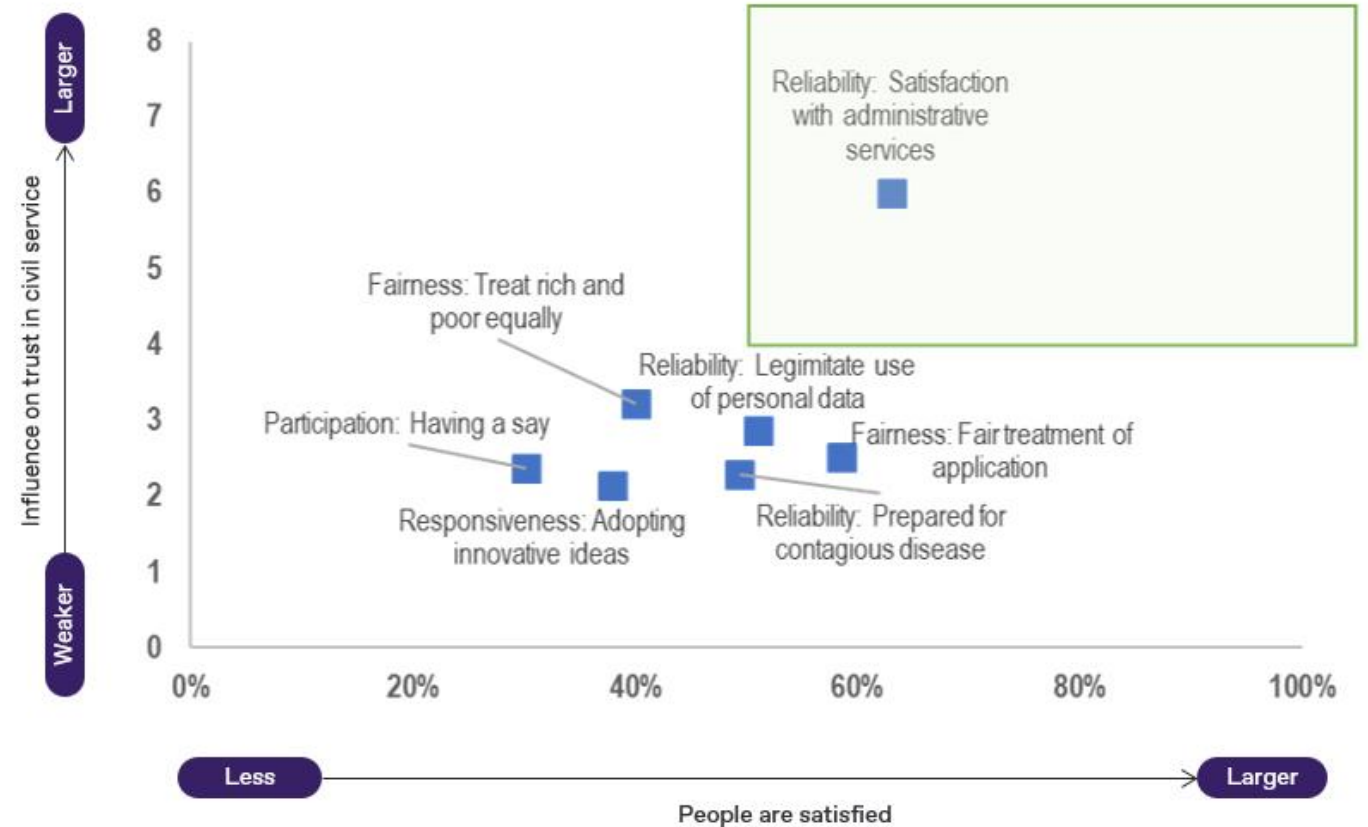 Larger
Influence on trust in civil service
Weaker
8
7
6
5
4
3
2
1
0
Reliability: Satisfaction
with administrative
services
Fairness: Treat rich and
poor equally
Reliability: Legimitate use
of personal data
Participation: Having a say
Fairness: Fair treatment of
application
Responsiveness: Adopting
innovative ideas
Reliability: Prepared for
contagious disease
0%
20%
40%
60%
80%
100%
Less
Larger
People are satisfied